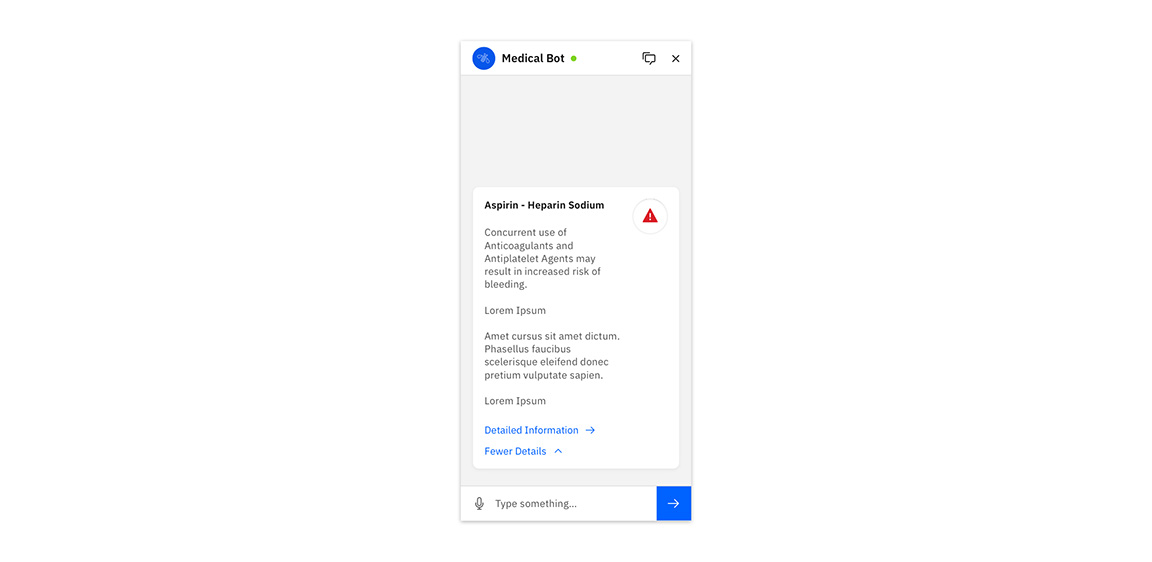 Medical Bot
Aspirin - Heparin Sodium
Concurrent use of
Anticoagulants and
Antiplatelet Agents may
result in increased risk of
bleeding.
Lorem Ipsum
Amet cursus sit amet dictum.
Phasellus faucibus
scelerisque eleifend donec
pretium vulputate sapien.
Lorem Ipsum
Detailed Information
Fewer Details
Type something...